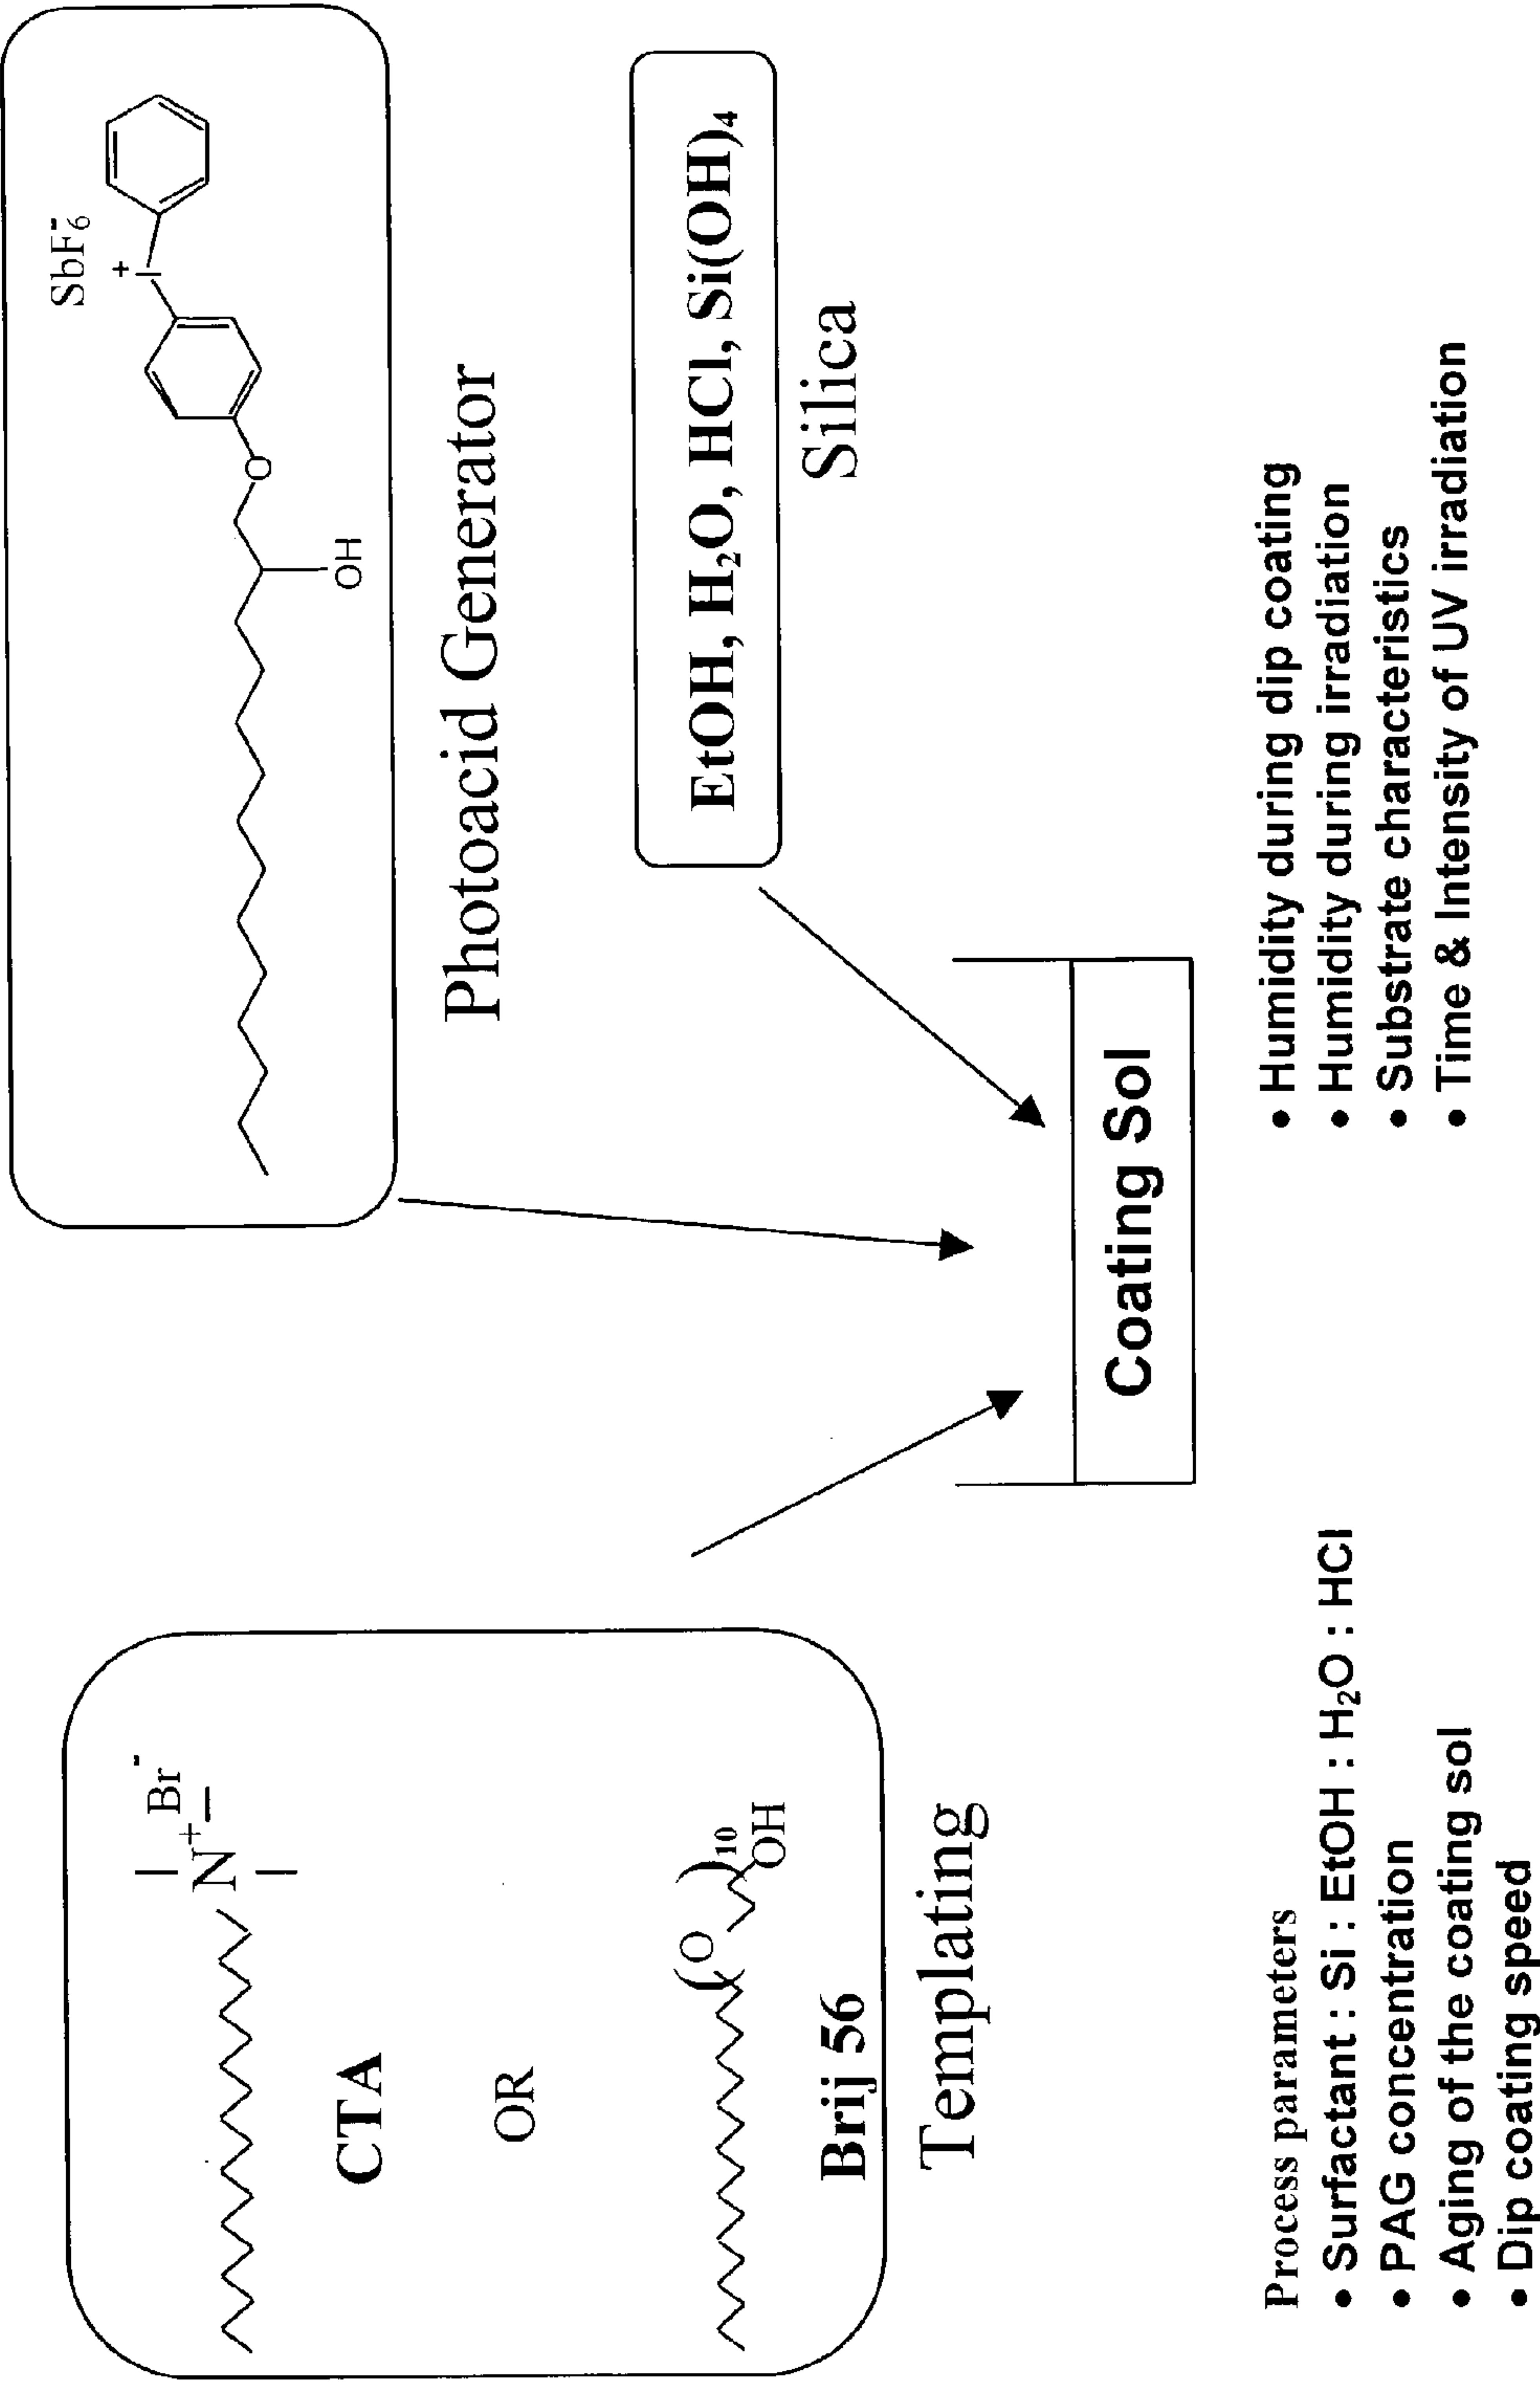 N⁺ Br⁻
CTA
OR
(O)₁₀
OH
Brij 56
Templating
SbF₆⁻
I⁺
O
OH
Photoacid Generator
EtOH, H₂O, HCl, Si(OH)₄
Silica
Coating Sol
Process parameters
• Surfactant : Si : EtOH : H₂O : HCl
• PAG concentration
• Aging of the coating sol
• Dip coating speed
• Humidity during dip coating
• Humidity during irradiation
• Substrate characteristics
• Time & Intensity of UV irradiation